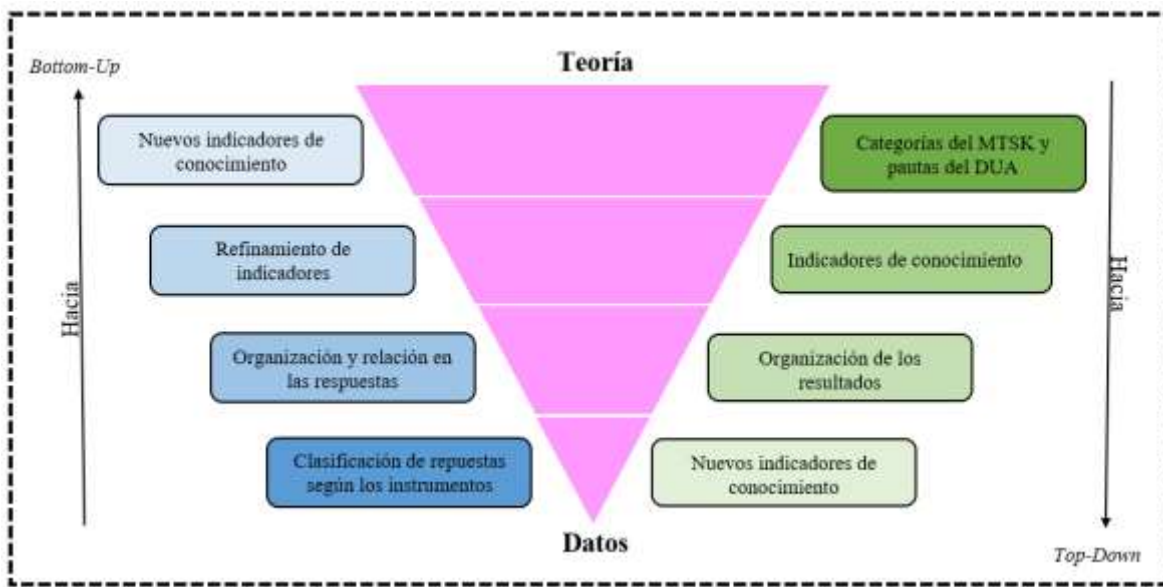 Teoría
Bottom-Up
Nuevos indicadores de
conocimiento
Categorías del MTSK y
pautas del DUA
Refinamiento de
indicadores
Indicadores de conocimiento
Hacia
Hacia
Organización y relación en
las respuestas
Organización de los
resultados
Clasificación de repuestas
según los instrumentos
Nuevos indicadores de
conocimiento
Datos
Top-Down